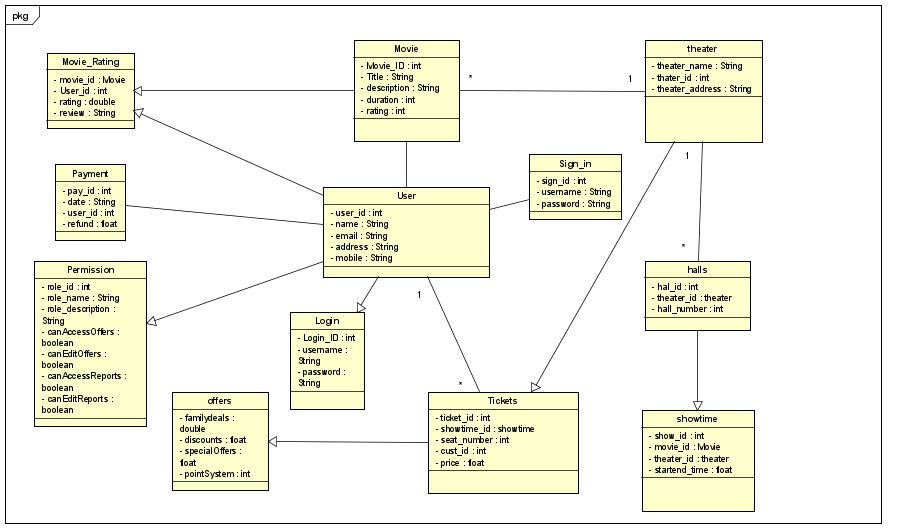 pkg
Movie_Rating
- movie_id : Movie
- User_id : int
- rating : double
- review : String
Movie
- Movie_ID : int
- Title : String
- description : String
- duration : int
- rating : int
*
1
theater
- theater_name : String
- thater_id : int
- theater_address : String
Payment
- pay_id : int
- date : String
- user_id : int
- refund : float
User
- user_id : int
- name : String
- email : String
- address : String
- mobile : String
Sign_in
- sign_id : int
- username : String
- password : String
1
*
Permission
- role_id : int
- role_name : String
- role_description :
String
- canAccessOffers :
boolean
- canEditOffers :
boolean
- canAccessReports :
boolean
- canEditReports :
boolean
Login
- Login_ID : int
- username :
String
- password :
String
1
*
halls
- hal_id : int
- theater_id : theater
- hall_number : int
offers
- familydeals :
double
- discounts : float
- specialOffers :
float
- pointSystem : int
Tickets
- ticket_id : int
- showtime_id : showtime
- seat_number : int
- cust_id : int
- price : float
showtime
- show_id : int
- movie_id : Movie
- theater_id : theater
- startend_time : float